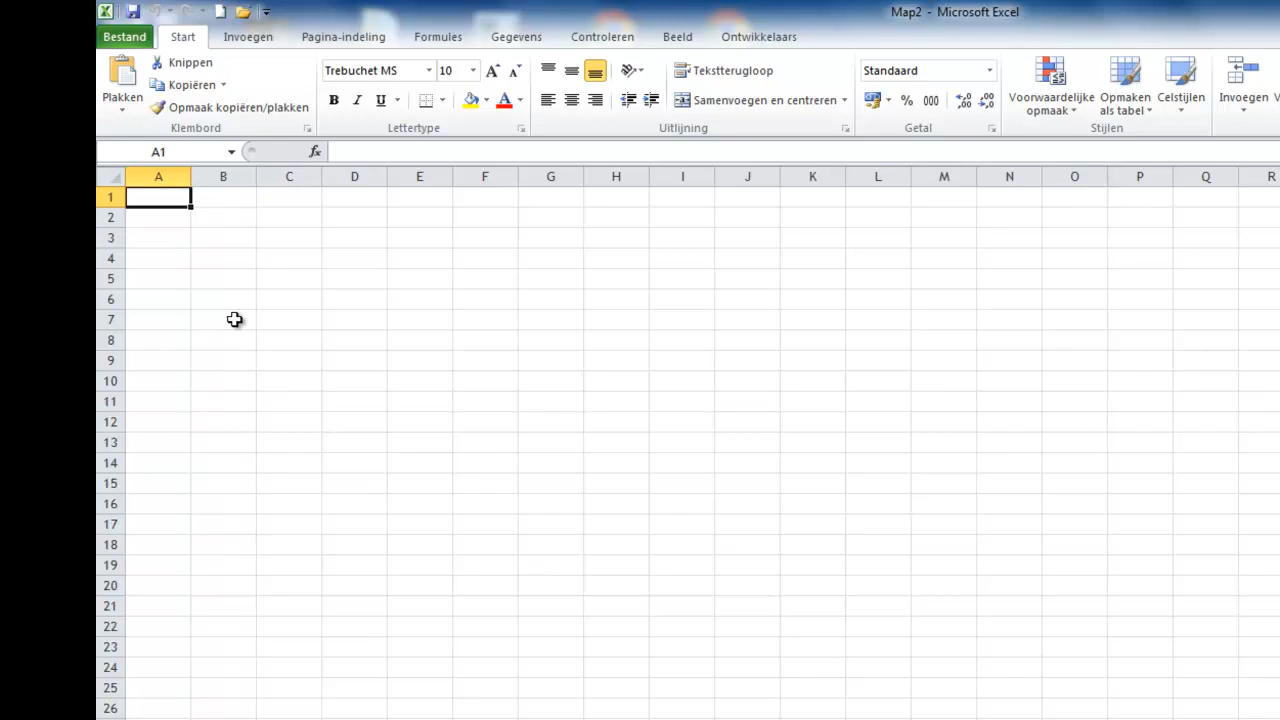 Map2 - Microsoft Excel
Bestand Start Invoegen Pagina-indeling Formules Gegevens Controleren Beeld Ontwikkelaars
Plakken
Knippen
Kopiëren
Opmaak kopiëren/plakken
Klembord
Trebuchet MS 10
B I U A
Lettertype
Tekstterugloop
Samenvoegen en centreren
Uitlijning
Standaard
% 000
Getal
Voorwaardelijke opmaak
Opmaken als tabel
Celstijlen
Stijlen
Invoegen
A1 fx
A B C D E F G H I J K L M N O P Q R
1
2
3
4
5
6
7
8
9
10
11
12
13
14
15
16
17
18
19
20
21
22
23
24
25
26